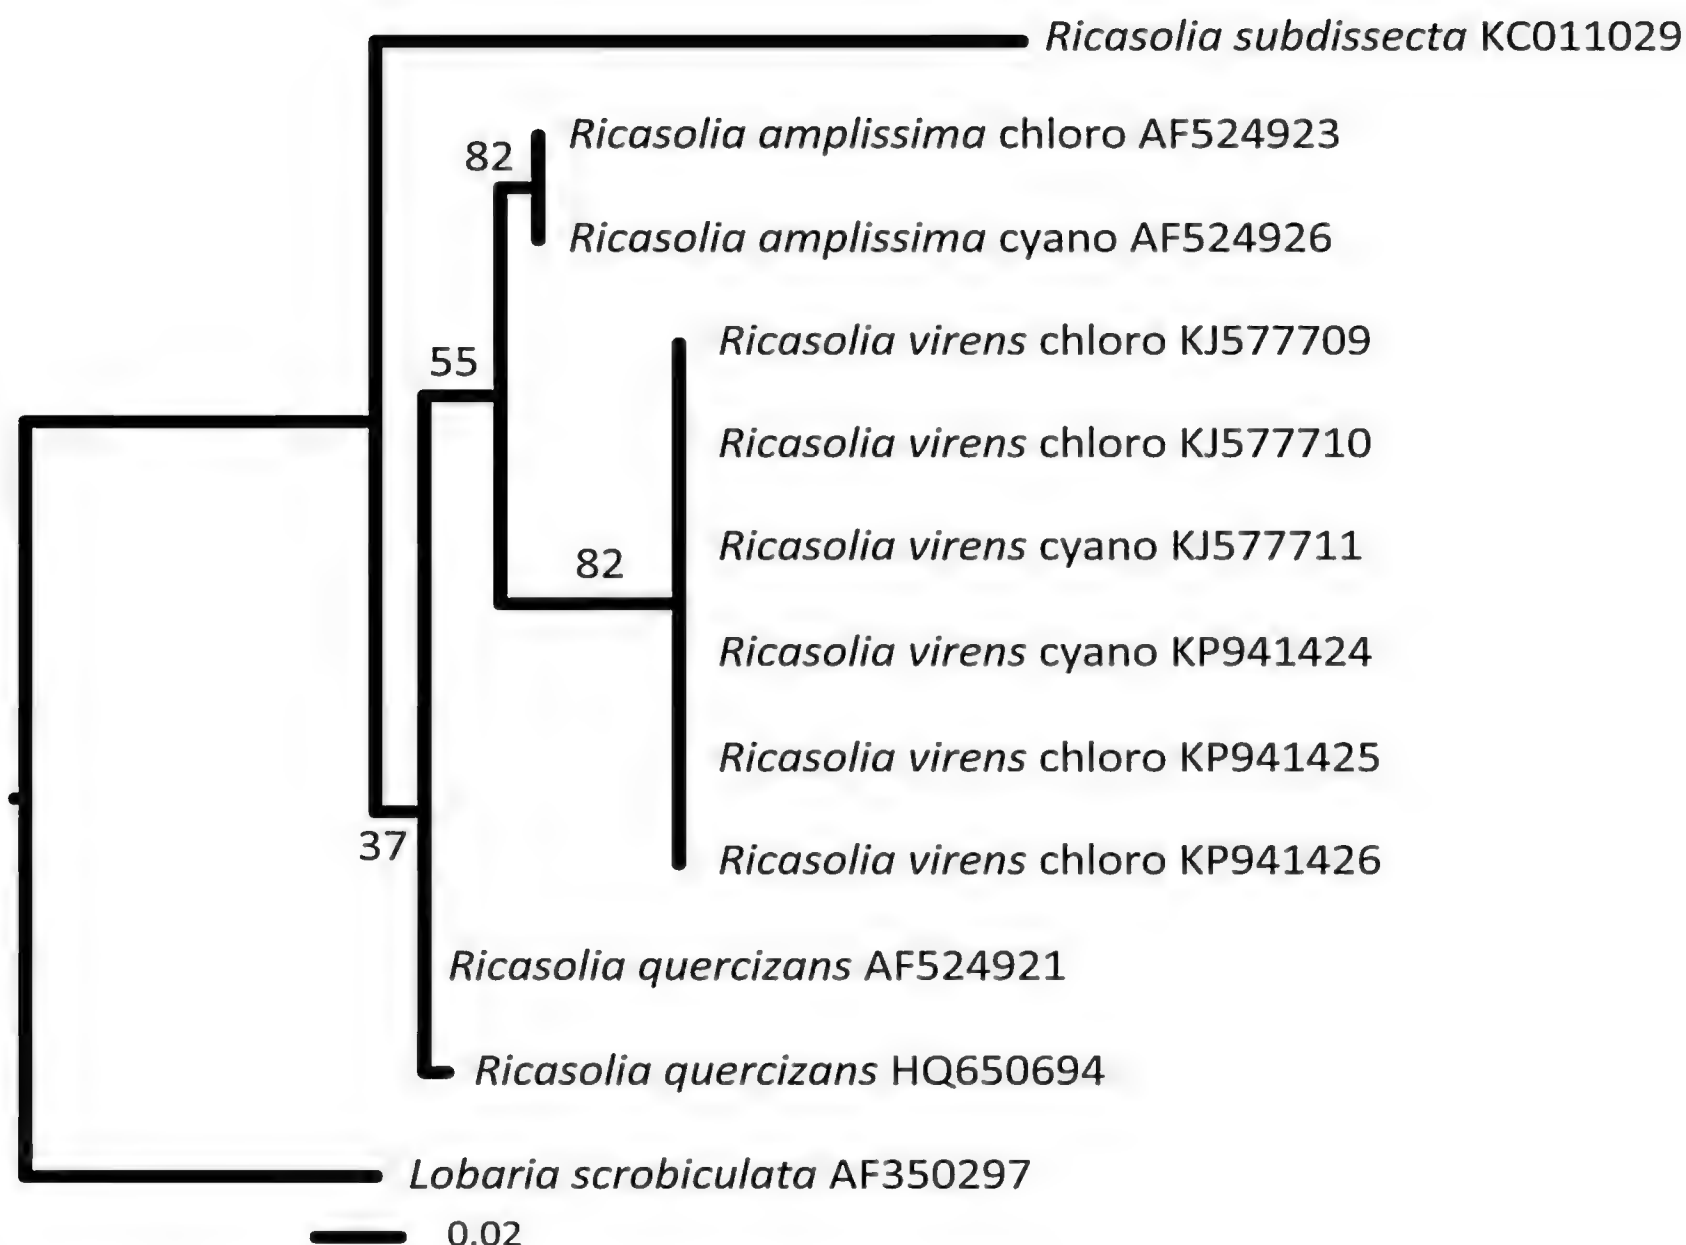 Ricasolia subdissecta KC011029
82
Ricasolia amplissima chloro AF524923
Ricasolia amplissima cyano AF524926
Ricasolia virens chloro KJ577709
55
Ricasolia virens chloro KJ577710
82
Ricasolia virens cyano KJ577711
Ricasolia virens cyano KP941424
Ricasolia virens chloro KP941425
37
Ricasolia virens chloro KP941426
Ricasolia quercizans AF524921
Ricasolia quercizans HQ650694
Lobaria scrobiculata AF350297
0.02